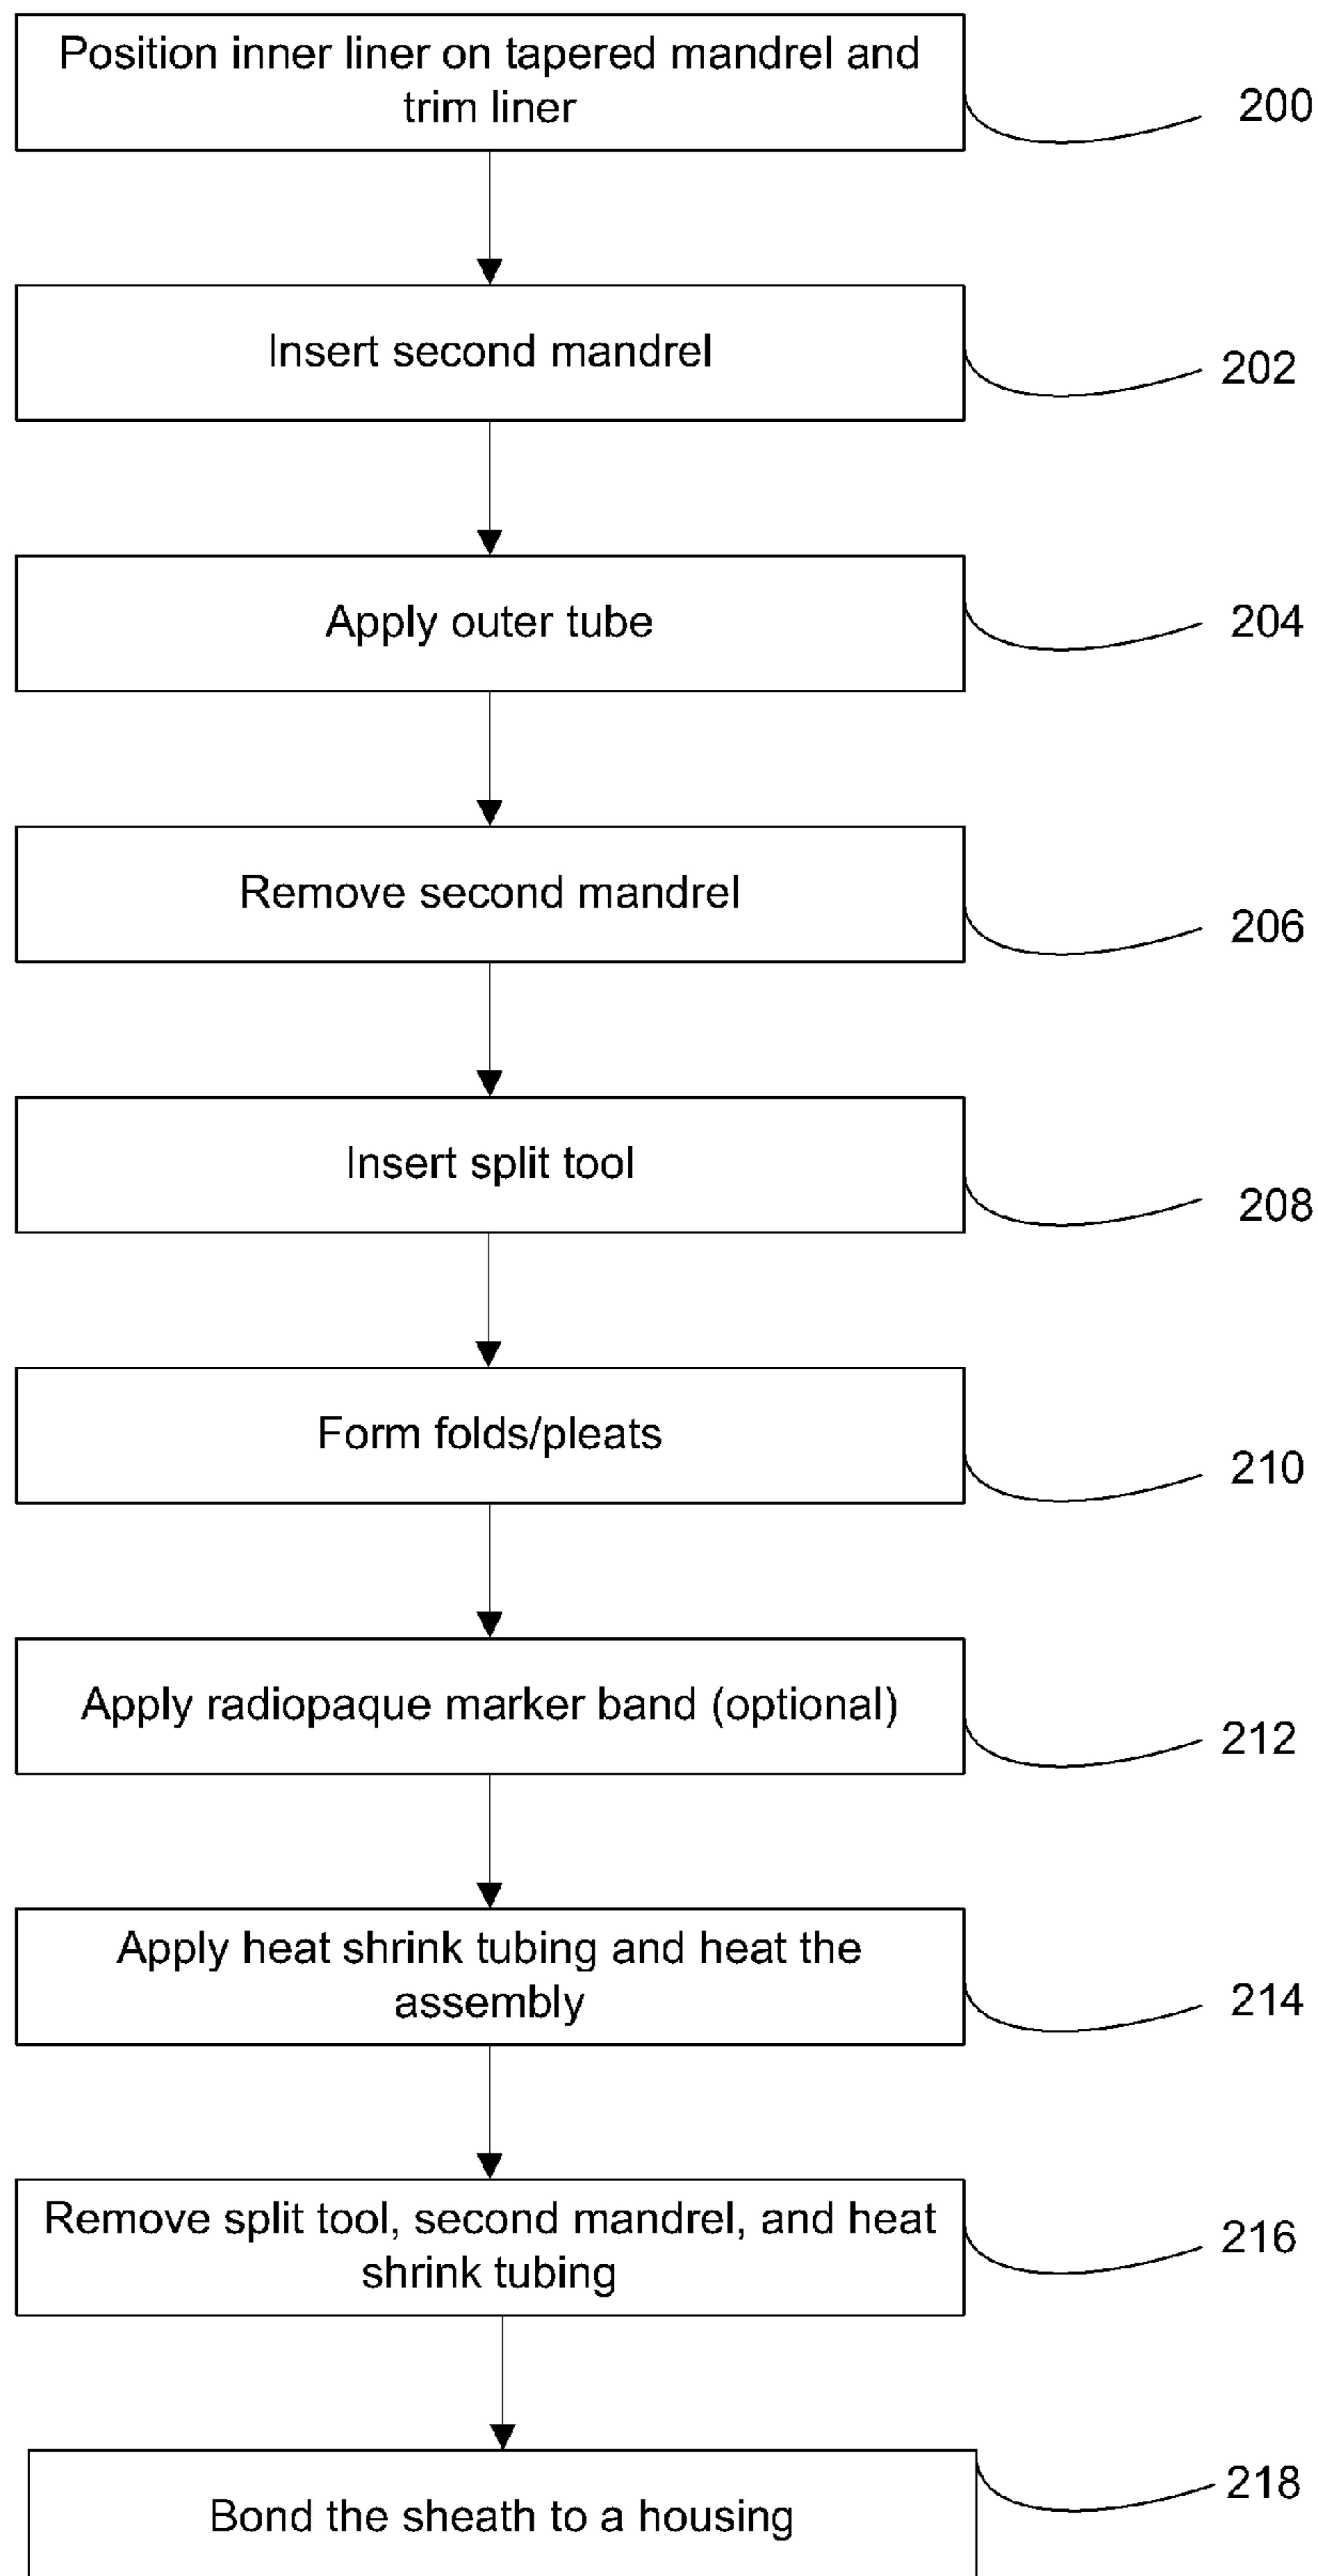 Position inner liner on tapered mandrel and
trim liner
200
Insert second mandrel
202
Apply outer tube
204
Remove second mandrel
206
Insert split tool
208
Form folds/pleats
210
Apply radiopaque marker band (optional)
212
Apply heat shrink tubing and heat the
assembly
214
Remove split tool, second mandrel, and heat
shrink tubing
216
Bond the sheath to a housing
218